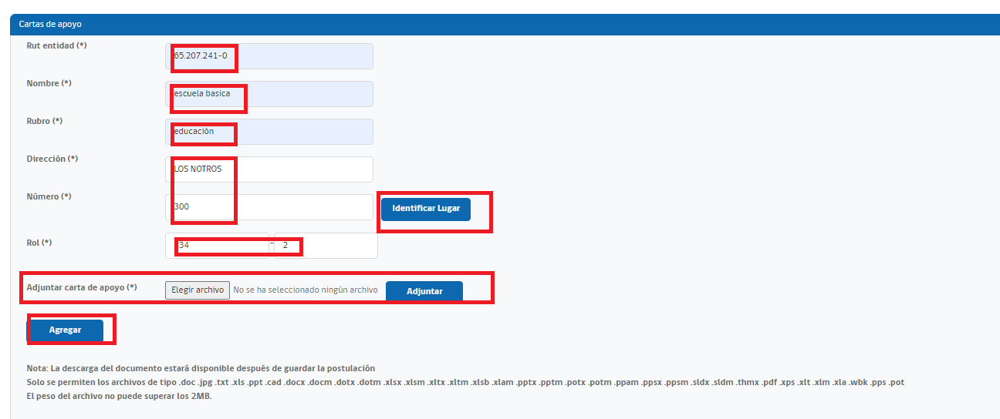 Cartas de apoyo
Rut entidad (*)
65.207.241-0
Nombre (*)
escuela basica
Rubro (*)
educación
Dirección (*)
LOS NOTROS
Número (*)
300
Identificar Lugar
Rol (*)
34 - 2
Adjuntar carta de apoyo (*)
Elegir archivo No se ha seleccionado ningún archivo
Adjuntar
Agregar
Nota: La descarga del documento estará disponible después de guardar la postulación
Solo se permiten los archivos de tipo .doc .jpg .txt .xls .ppt .cad .docx .docm .dotx .dotm .xlsx .xlsm .xltx .xltm .xlsb .xlam .pptx .pptm .potx .potm .ppam .ppsx .ppsm .sldx .sldm .thmx .pdf .xps .xlt .xlm .xla .wbk .pps .pot
El peso del archivo no puede superar los 2MB.